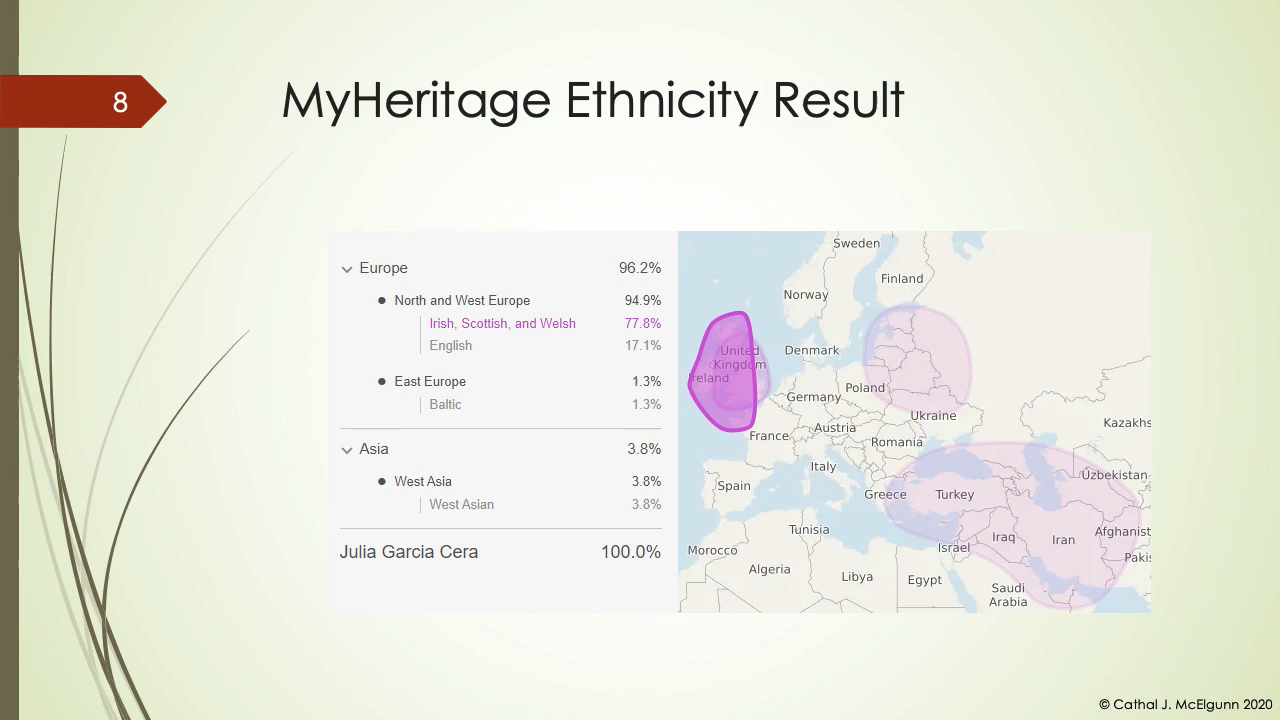 8
MyHeritage Ethnicity Result
Europe 96.2%
North and West Europe 94.9%
Irish, Scottish, and Welsh 77.8%
English 17.1%
East Europe 1.3%
Baltic 1.3%
Asia 3.8%
West Asia 3.8%
West Asian 3.8%
Julia Garcia Cera 100.0%
Sweden
Finland
Norway
United
Kingdom
Denmark
Ireland
Poland
Germany
Ukraine
Kazakhs
Austria
France
Romania
Italy
Uzbekistan
Spain
Greece
Turkey
Tunisia
Afghanist
Iraq
Iran
Morocco
Israel
Pakis
Algeria
Libya
Egypt
Saudi
Arabia
© Cathal J. McElgunn 2020